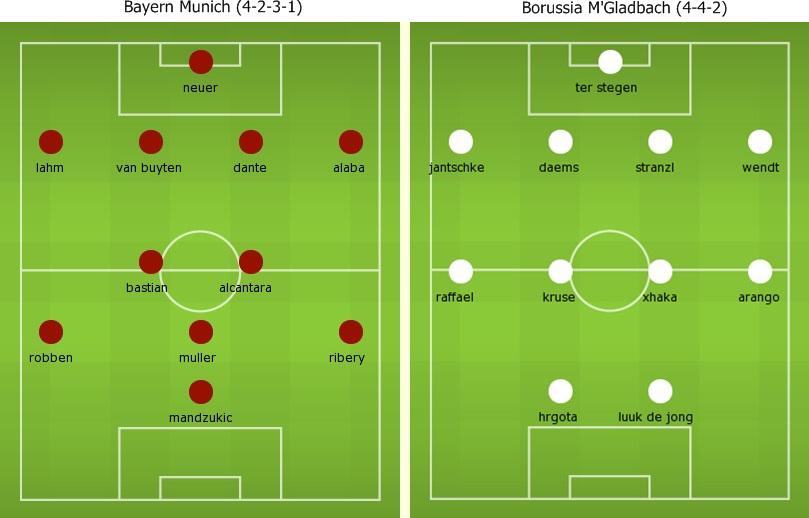 Bayern Munich (4-2-3-1)
neuer
lahm van buyten dante alaba
bastian alcantara
robben muller ribery
mandzukic
Borussia M'Gladbach (4-4-2)
ter stegen
jantschke daems stranzl wendt
raffael kruse xhaka arango
hrgota luuk de jong